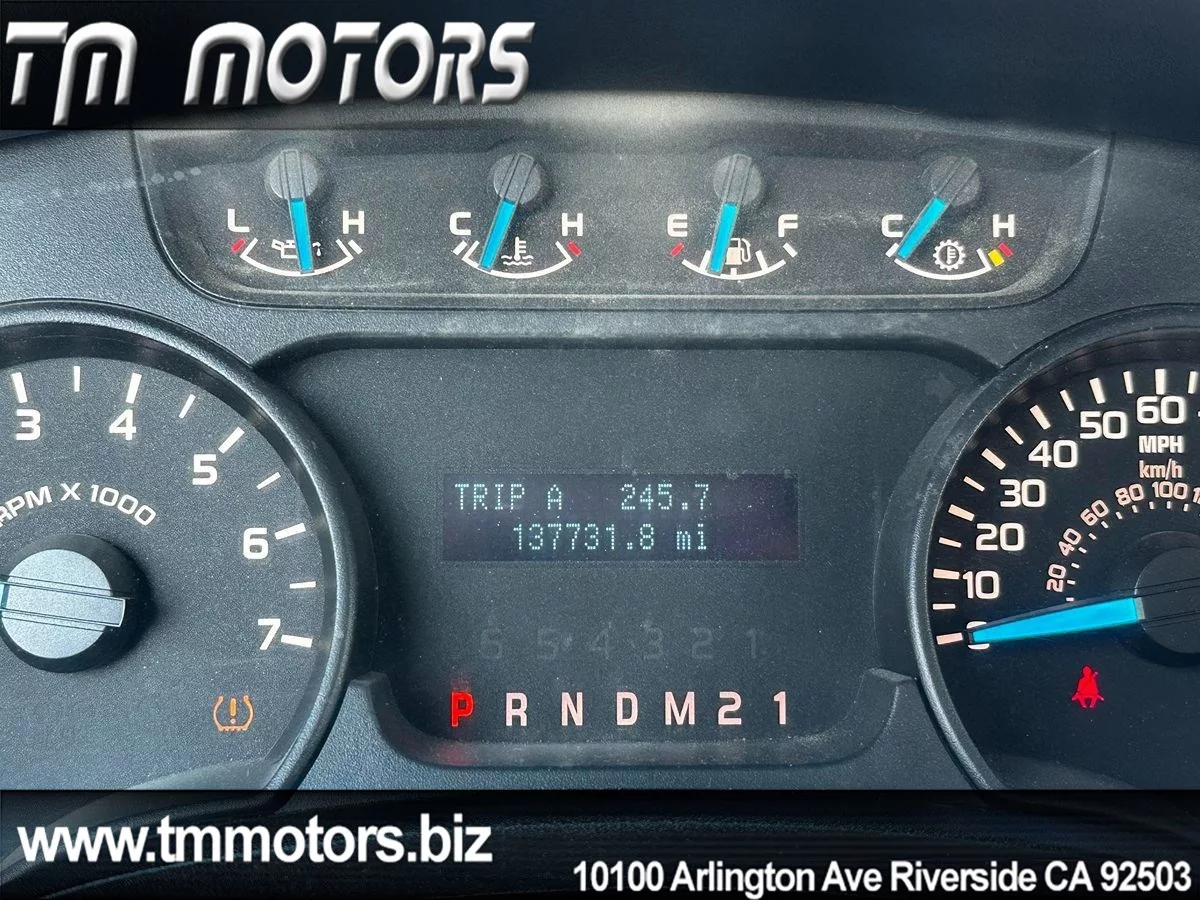 TM MOTORS
L H
C H
E F
C H
3 4 5 6 7
RPM X 1000
TRIP A 245.7
137731.8 mi
6 5 4 3 2 1
P R N D M 2 1
0 10 20 30 40 50 60
MPH
km/h
20 40 60 80 100
www.tmmotors.biz
10100 Arlington Ave Riverside CA 92503